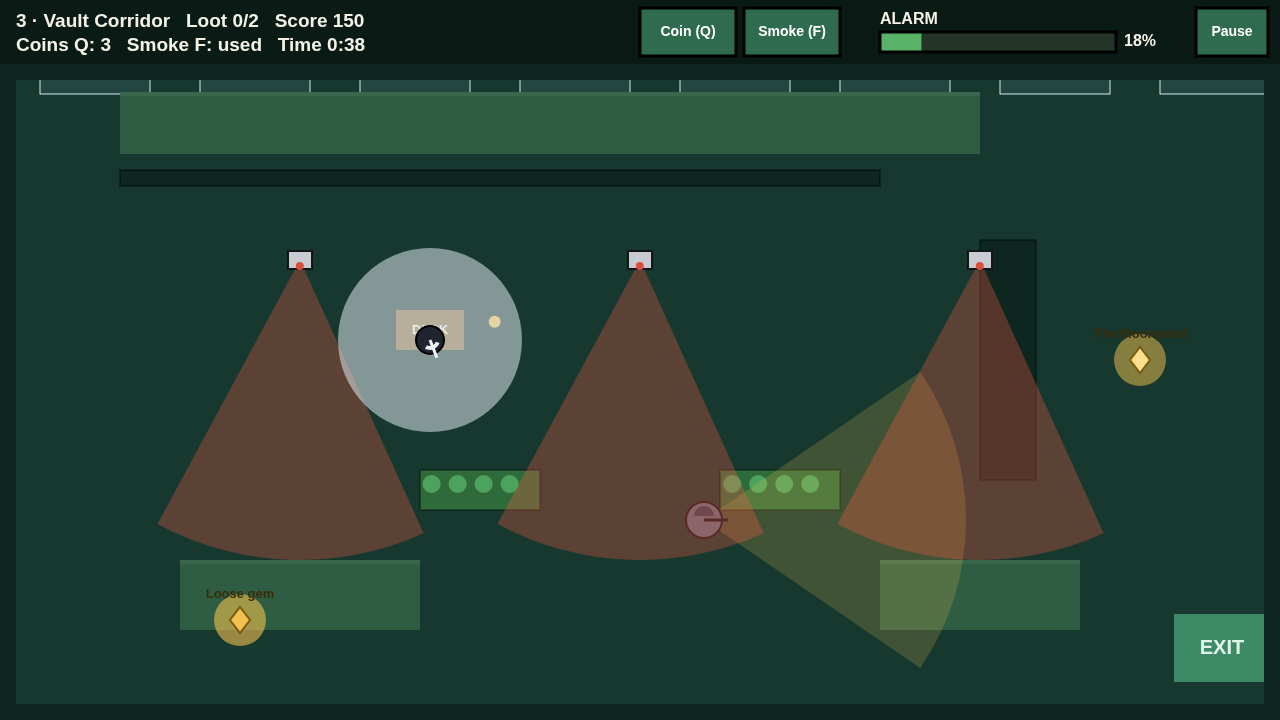 3 · Vault Corridor Loot 0/2 Score 150
Coins Q: 3 Smoke F: used Time 0:38
Coin (Q)
Smoke (F)
ALARM
18%
Pause
Loose gem
EXIT